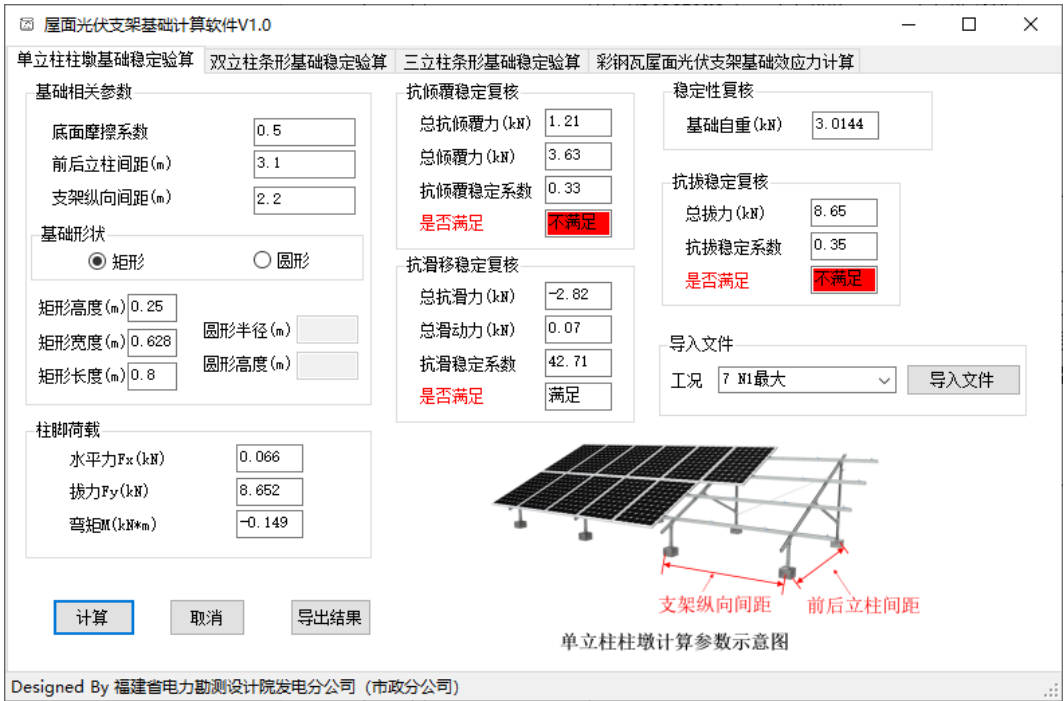 屋面光伏支架基础计算软件V1.0
单立柱柱墩基础稳定验算 双立柱条形基础稳定验算 三立柱条形基础稳定验算 彩钢瓦屋面光伏支架基础效应力计算
基础相关参数
底面摩擦系数 0.5
前后立柱间距(m) 3.1
支架纵向间距(m) 2.2
基础形状
矩形 圆形
矩形高度(m) 0.25
矩形宽度(m) 0.628
矩形长度(m) 0.8
圆形半径(m)
圆形高度(m)
柱脚荷载
水平力Fx(kN) 0.066
拔力Fy(kN) 8.652
弯矩M(kN*m) -0.149
计算 取消 导出结果
抗倾覆稳定复核
总抗倾覆力(kN) 1.21
总倾覆力(kN) 3.63
抗倾覆稳定系数 0.33
是否满足 不满足
抗滑移稳定复核
总抗滑力(kN) -2.82
总滑动力(kN) 0.07
抗滑稳定系数 42.71
是否满足 满足
稳定性复核
基础自重(kN) 3.0144
抗拔稳定复核
总拔力(kN) 8.65
抗拔稳定系数 0.35
是否满足 不满足
导入文件
工况 7 N1最大 导入文件
支架纵向间距 前后立柱间距
单立柱柱墩计算参数示意图
Designed By 福建省电力勘测设计院发电分公司（市政分公司）